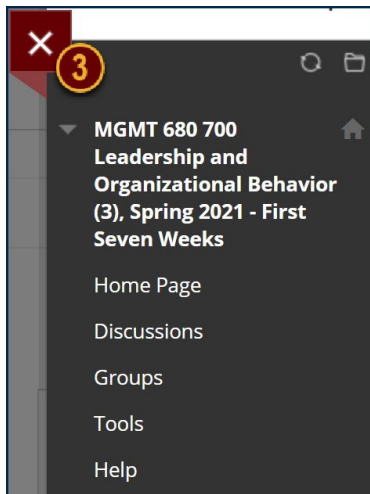 3
MGMT 680 700
Leadership and
Organizational Behavior
(3), Spring 2021 - First
Seven Weeks
Home Page
Discussions
Groups
Tools
Help